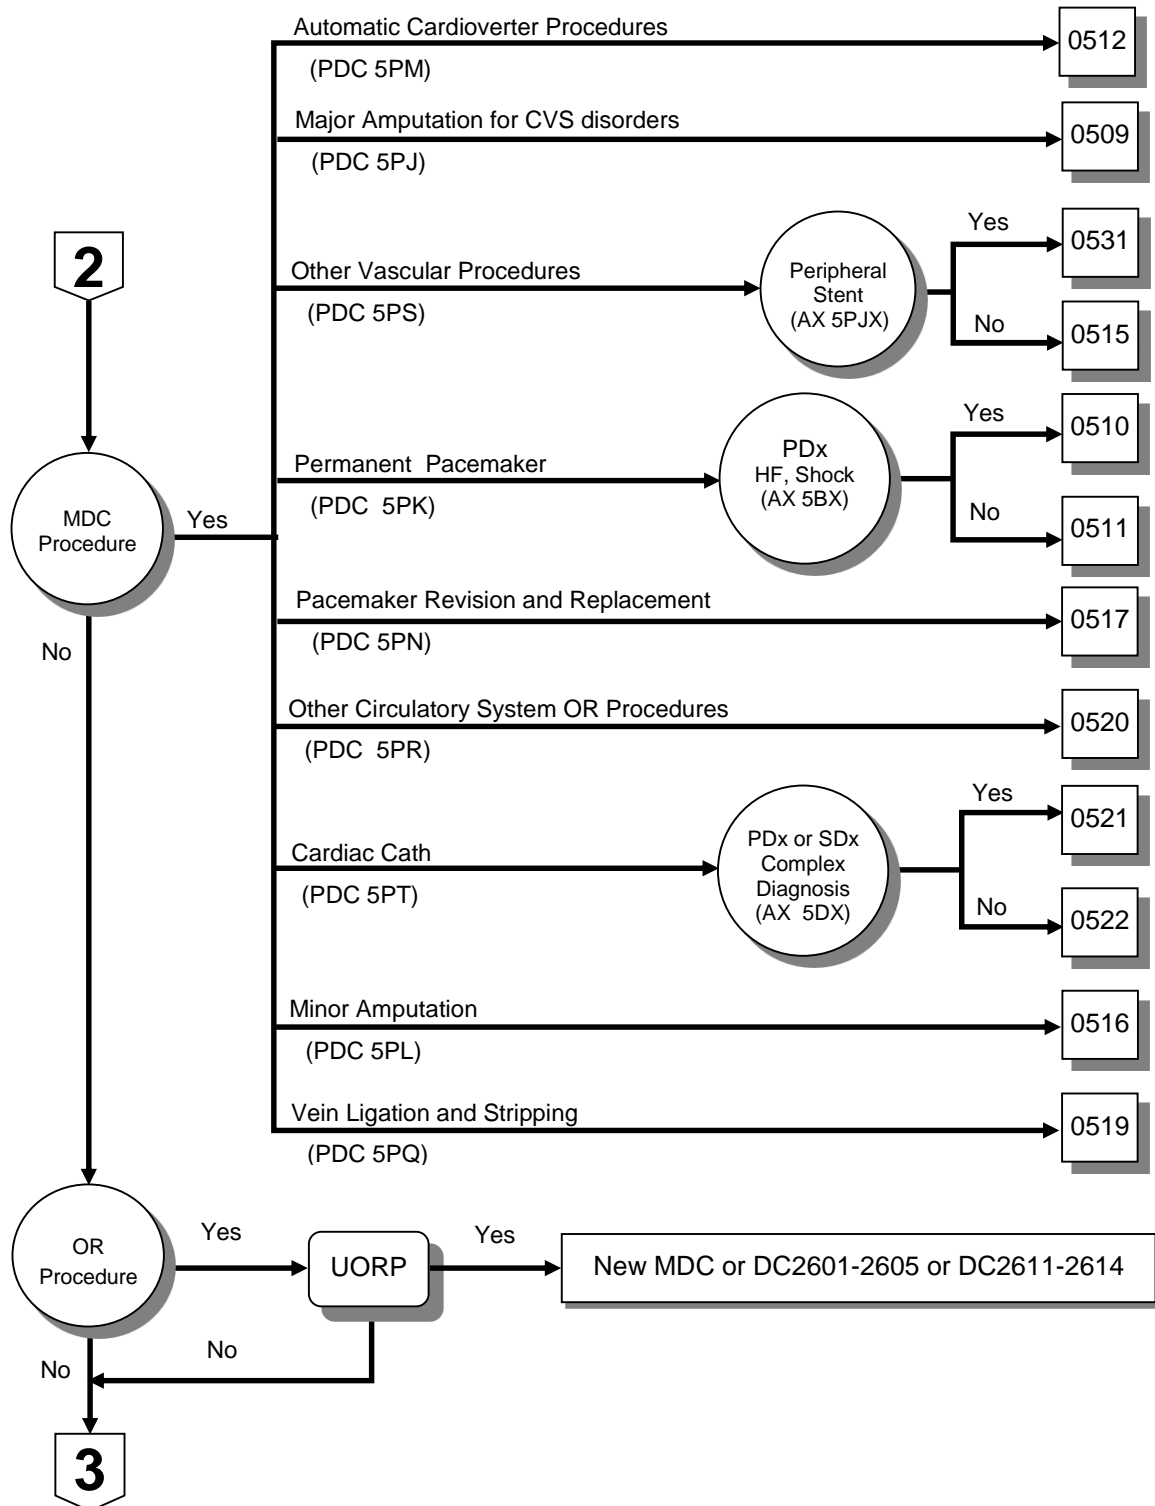 Automatic Cardioverter Procedures
(PDC 5PM)
0512
Major Amputation for CVS disorders
(PDC 5PJ)
0509
2
Other Vascular Procedures
(PDC 5PS)
Peripheral
Stent
(AX 5PJX)
Yes
0531
No
0515
Permanent Pacemaker
(PDC 5PK)
PDx
HF, Shock
(AX 5BX)
Yes
0510
No
0511
MDC
Procedure
Yes
No
Pacemaker Revision and Replacement
(PDC 5PN)
0517
Other Circulatory System OR Procedures
(PDC 5PR)
0520
Cardiac Cath
(PDC 5PT)
PDx or SDx
Complex
Diagnosis
(AX 5DX)
Yes
0521
No
0522
Minor Amputation
(PDC 5PL)
0516
Vein Ligation and Stripping
(PDC 5PQ)
0519
OR
Procedure
Yes
UORP
Yes
New MDC or DC2601-2605 or DC2611-2614
No
No
3